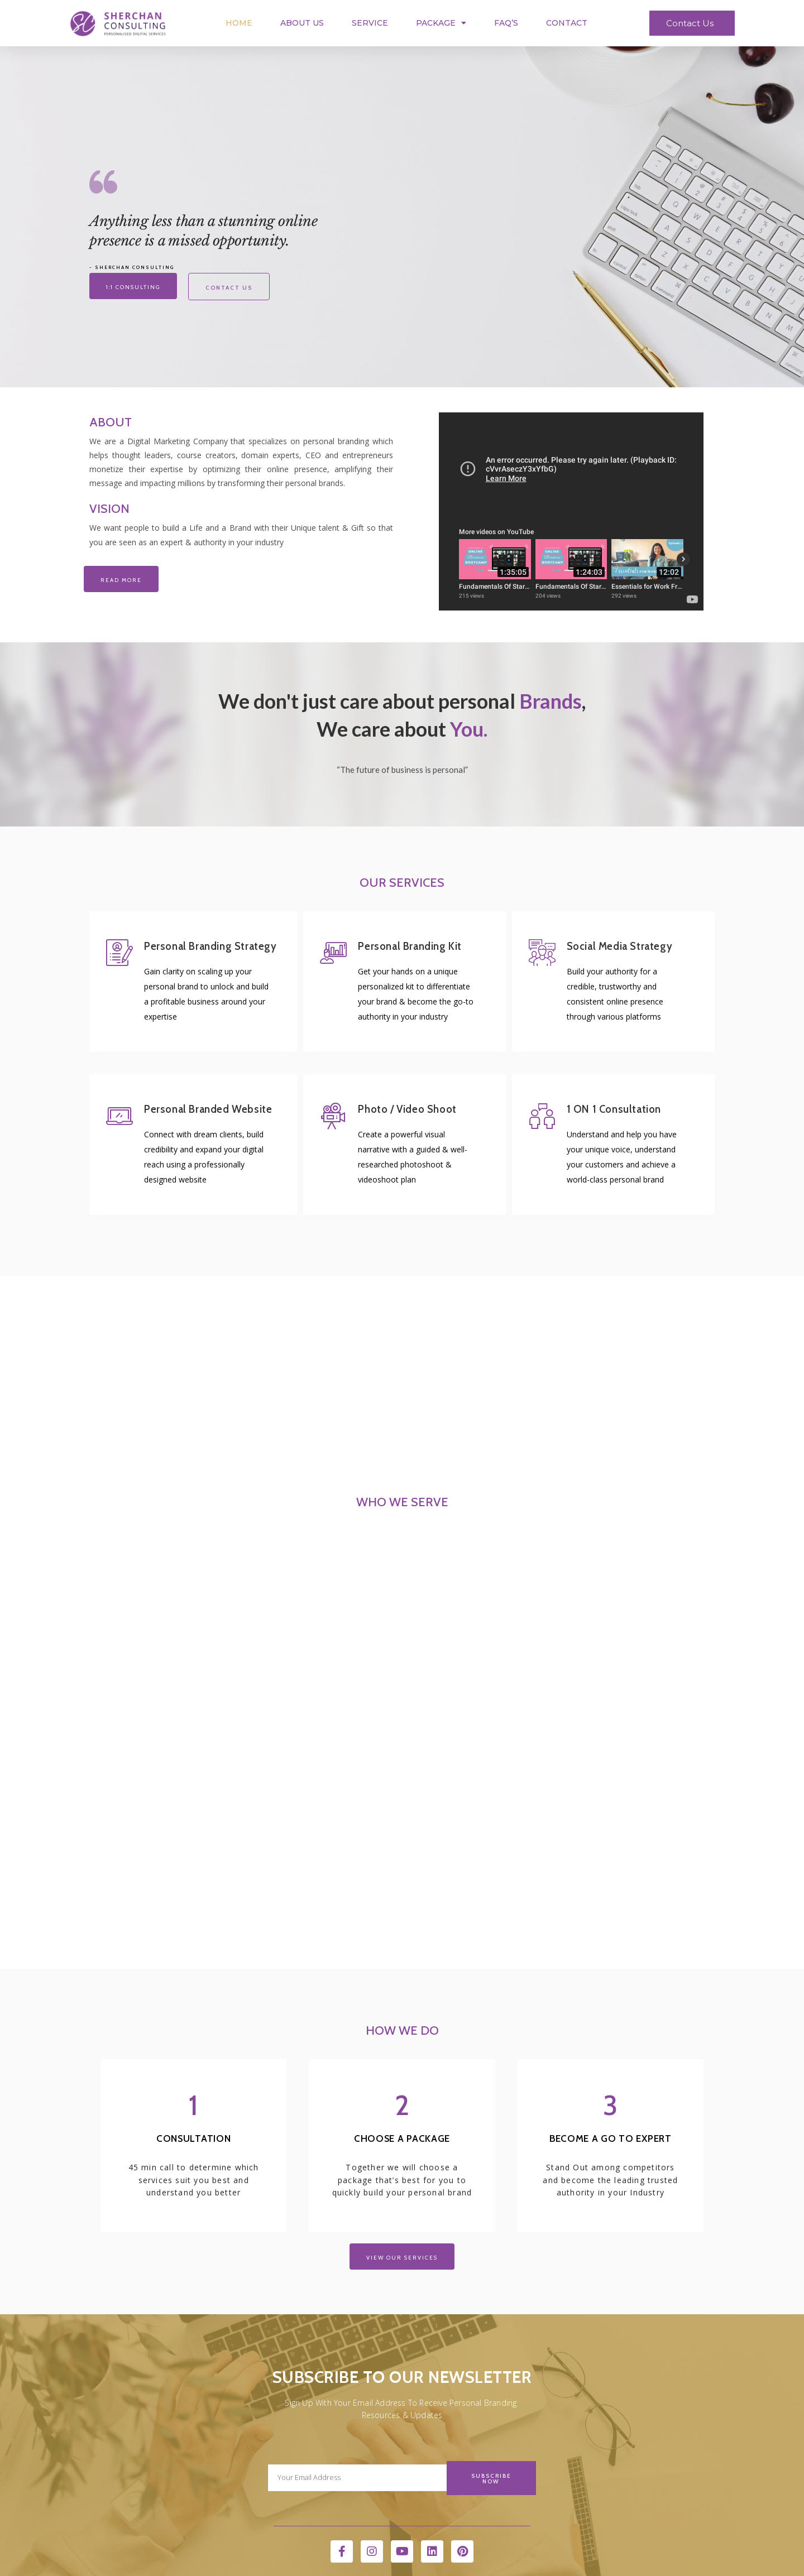 SHERCHAN
CONSULTING
PERSONALISED DIGITAL SERVICES
HOME
ABOUT US
SERVICE
PACKAGE
FAQ'S
CONTACT
Contact Us
Anything less than a stunning online
presence is a missed opportunity.
- SHERCHAN CONSULTING
1:1 CONSULTING
CONTACT US
ABOUT
We are a Digital Marketing Company that specializes on personal branding which
helps thought leaders, course creators, domain experts, CEO and entrepreneurs
monetize their expertise by optimizing their online presence, amplifying their
message and impacting millions by transforming their personal brands.
VISION
We want people to build a Life and a Brand with their Unique talent & Gift so that
you are seen as an expert & authority in your industry
READ MORE
An error occurred. Please try again later. (Playback ID:
cVvrAseczY3xYfbG)
Learn More
More videos on YouTube
1:35:05
1:24:03
12:02
Fundamentals Of Star...
Fundamentals Of Star...
Essentials for Work Fr...
215 views
204 views
292 views
We don't just care about personal Brands,
We care about You.
"The future of business is personal"
OUR SERVICES
Personal Branding Strategy
Gain clarity on scaling up your
personal brand to unlock and build
a profitable business around your
expertise
Personal Branding Kit
Get your hands on a unique
personalized kit to differentiate
your brand & become the go-to
authority in your industry
Social Media Strategy
Build your authority for a
credible, trustworthy and
consistent online presence
through various platforms
Personal Branded Website
Connect with dream clients, build
credibility and expand your digital
reach using a professionally
designed website
Photo / Video Shoot
Create a powerful visual
narrative with a guided & well-
researched photoshoot &
videoshoot plan
1 ON 1 Consultation
Understand and help you have
your unique voice, understand
your customers and achieve a
world-class personal brand
WHO WE SERVE
HOW WE DO
1
CONSULTATION
45 min call to determine which
services suit you best and
understand you better
2
CHOOSE A PACKAGE
Together we will choose a
package that's best for you to
quickly build your personal brand
3
BECOME A GO TO EXPERT
Stand Out among competitors
and become the leading trusted
authority in your Industry
VIEW OUR SERVICES
SUBSCRIBE TO OUR NEWSLETTER
Sign Up With Your Email Address To Receive Personal Branding
Resources & Updates
Your Email Address
SUBSCRIBE
NOW